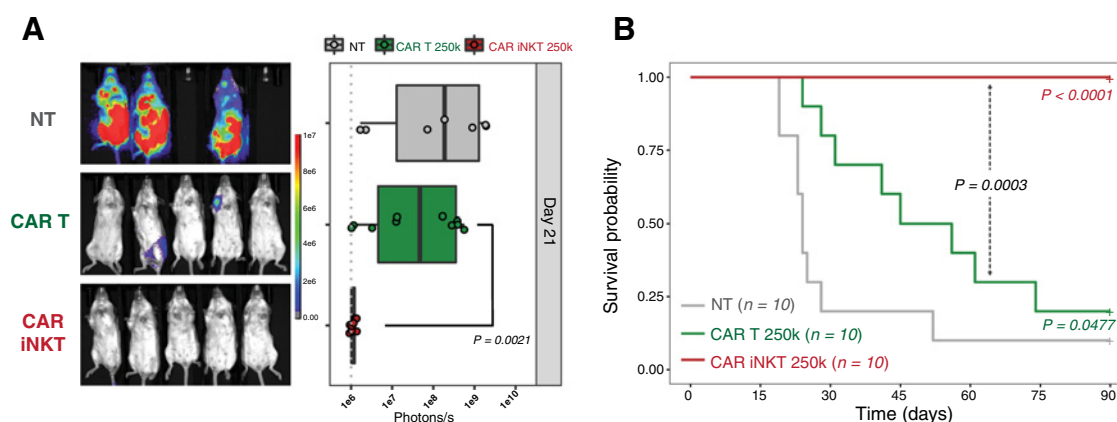 A
NT
CAR T 250k
CAR iNKT 250k
NT
CAR T
CAR
iNKT
1e7
8e6
6e6
4e6
2e6
0.00
Day 21
P = 0.0021
1e6
1e7
1e8
1e9
1e10
Photons/s
B
Survival probability
1.00
0.75
0.50
0.25
0.00
P < 0.0001
P = 0.0003
NT (n = 10)
CAR T 250k (n = 10)
P = 0.0477
CAR iNKT 250k (n = 10)
0
15
30
45
60
75
90
Time (days)